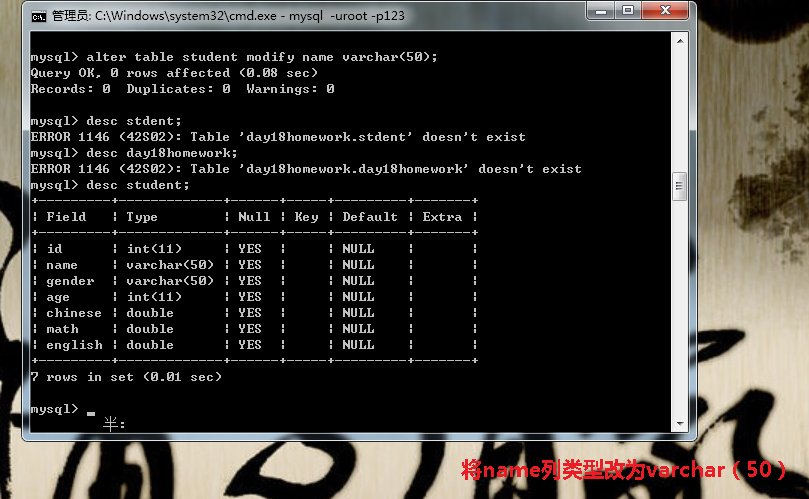 管理员: C:\Windows\system32\cmd.exe - mysql  -uroot -p123
mysql> alter table student modify name varchar(50);
Query OK, 0 rows affected (0.08 sec)
Records: 0  Duplicates: 0  Warnings: 0
mysql> desc stdent;
ERROR 1146 (42S02): Table 'day18homework.stdent' doesn't exist
mysql> desc day18homework;
ERROR 1146 (42S02): Table 'day18homework.day18homework' doesn't exist
mysql> desc student;
+----------+-------------+------+-----+---------+-------+
| Field    | Type        | Null | Key | Default | Extra |
+----------+-------------+------+-----+---------+-------+
| id       | int(11)     | YES  |     | NULL    |       |
| name     | varchar(50) | YES  |     | NULL    |       |
| gender   | varchar(50) | YES  |     | NULL    |       |
| age      | int(11)     | YES  |     | NULL    |       |
| chinese  | double      | YES  |     | NULL    |       |
| math     | double      | YES  |     | NULL    |       |
| english  | double      | YES  |     | NULL    |       |
+----------+-------------+------+-----+---------+-------+
7 rows in set (0.01 sec)
mysql> _
半:
将name列类型改为varchar（50）